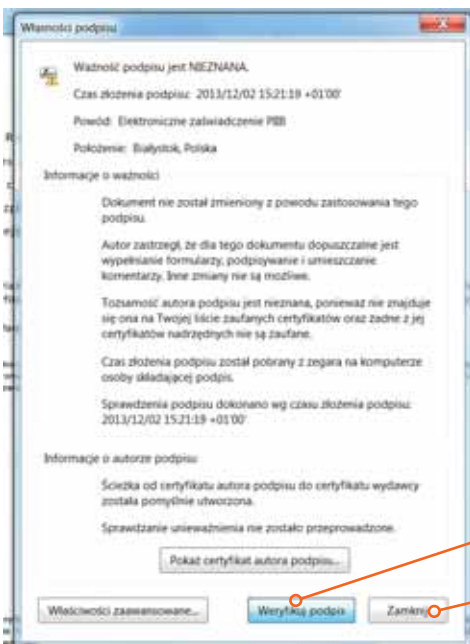 Własności podpisu
Ważność podpisu jest NIEZNANA.
Czas złożenia podpisu: 2013/12/02 15:21:19 +01'00'
Powód: Elektroniczne zaświadczenie PIIB
Położenie: Białystok, Polska
Informacje o ważności
Dokument nie został zmieniony z powodu zastosowania tego
podpisu.
Autor zastrzegł, że dla tego dokumentu dopuszczalne jest
wypełnianie formularzy, podpisywanie i umieszczanie
komentarzy. Inne zmiany nie są możliwe.
Tożsamość autora podpisu jest nieznana, ponieważ nie znajduje
się ona na Twojej liście zaufanych certyfikatów oraz żadne z jej
certyfikatów nadrzędnych nie są zaufane.
Czas złożenia podpisu został pobrany z zegara na komputerze
osoby składającej podpis.
Sprawdzenia podpisu dokonano wg czasu złożenia podpisu:
2013/12/02 15:21:19 +01'00'
Informacje o autorze podpisu
Ścieżka od certyfikatu autora podpisu do certyfikatu wydawcy
została pomyślnie utworzona.
Sprawdzanie unieważnienia nie zostało przeprowadzone.
Pokaż certyfikat autora podpisu...
Właściwości zaawansowane...
Weryfikuj podpis
Zamknij